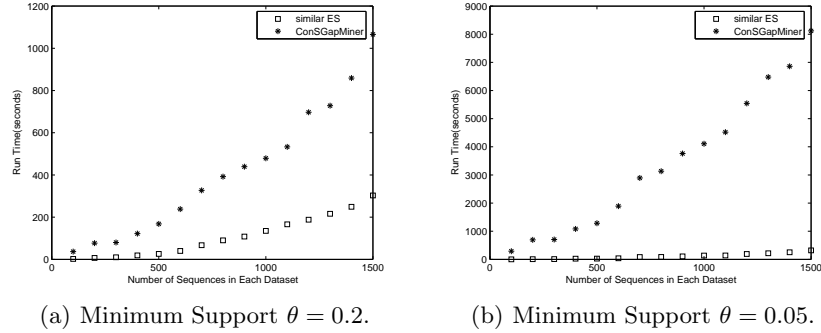 1200
1000
800
600
400
200
0
Run Time(seconds)
similar ES
ConSGapMiner
0 500 1000 1500
Number of Sequences in Each Dataset
(a) Minimum Support θ = 0.2.
9000
8000
7000
6000
5000
4000
3000
2000
1000
0
Run Time(seconds)
similar ES
ConSGapMiner
0 500 1000 1500
Number of Sequences in Each Dataset
(b) Minimum Support θ = 0.05.